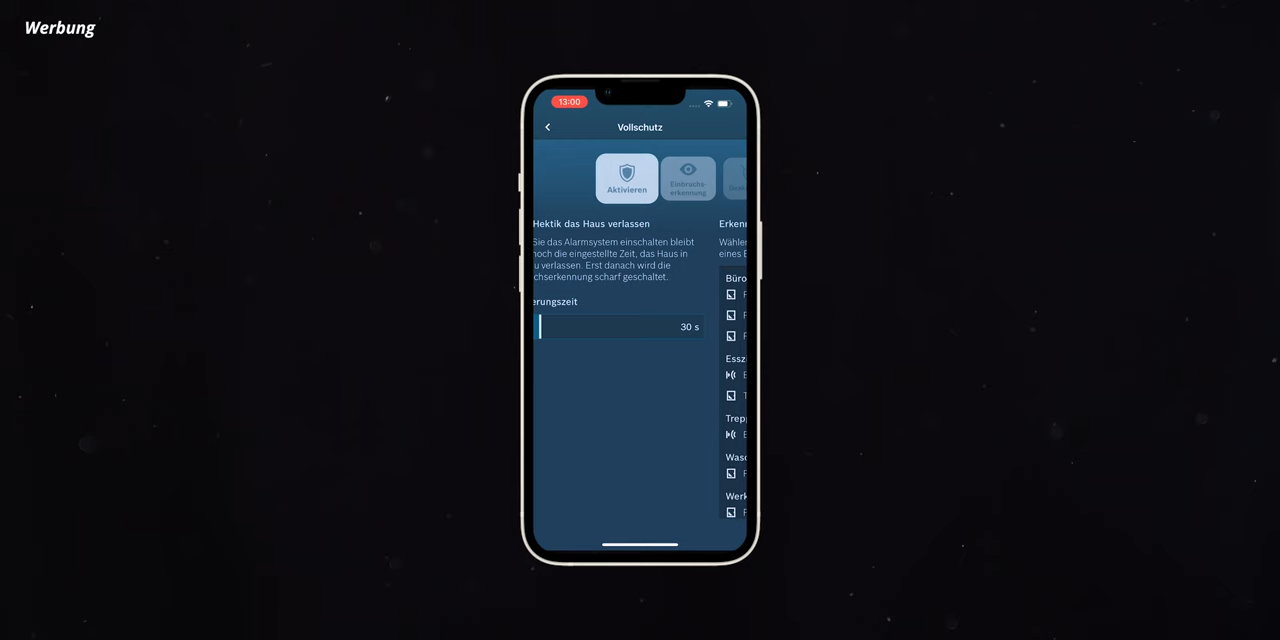 Werbung
13:00
Vollschutz
Aktivieren
Einbruchs-
erkennung
Hektik das Haus verlassen
Sie das Alarmsystem einschalten bleibt
noch die eingestellte Zeit, das Haus in
u verlassen. Erst danach wird die
chserkennung scharf geschaltet.
erungszeit
30 s
Erkenn
Wählen
eines E
Büro
F
F
F
Essz
B
T
Trepp
B
Wasc
F
Werk
F